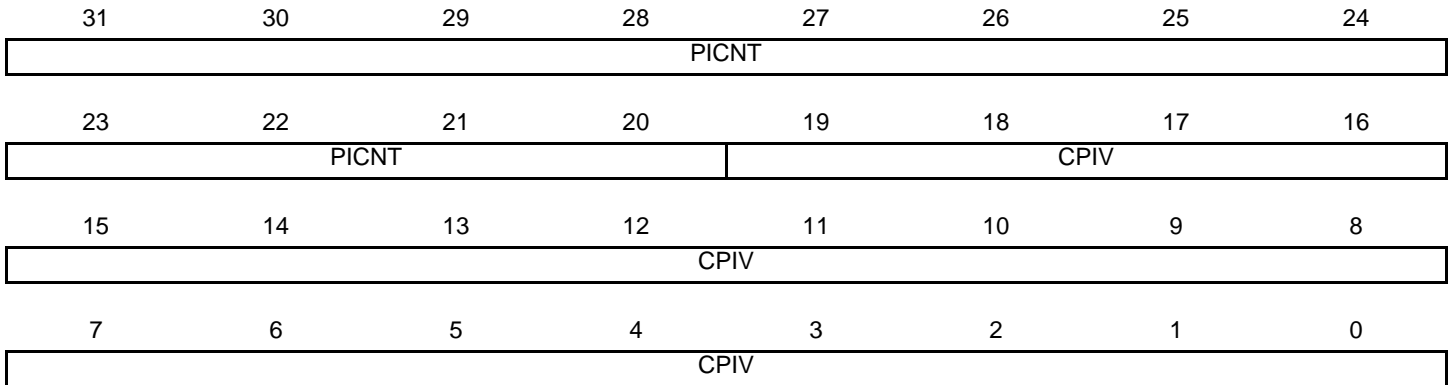 31 30 29 28 27 26 25 24
PICNT
23 22 21 20 19 18 17 16
PICNT CPIV
15 14 13 12 11 10 9 8
CPIV
7 6 5 4 3 2 1 0
CPIV